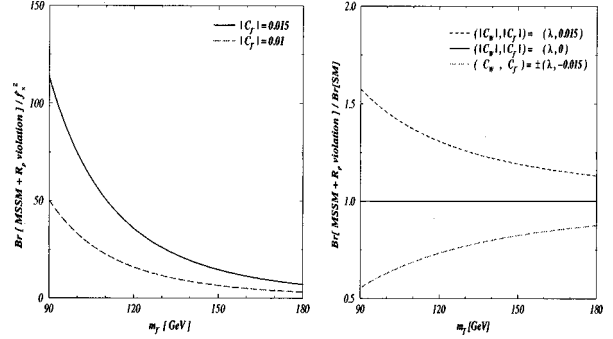 |C_f| = 0.015
|C_f| = 0.01
150
100
50
0
90 120 150 180
m_f [GeV]
Br [ MSSM + R_p violation ] / f_x^2
(|C_w|,|C_f|) = (λ,0.015)
(|C_w|,|C_f|) = (λ,0)
( C_w , C_f ) = ±(λ,-0.015)
2.0
1.5
1.0
0.5
90 120 150 180
m_f [GeV]
Br[ MSSM + R_p violation ] / Br[SM]